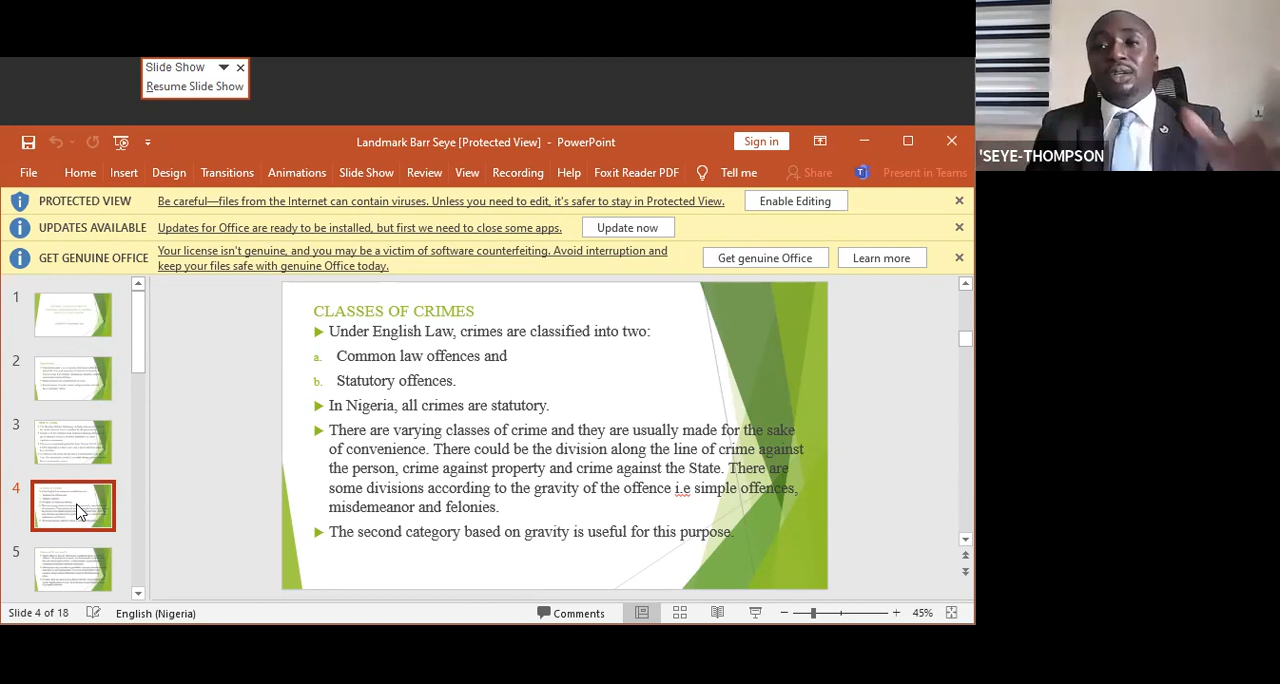 Slide Show
Resume Slide Show
'SEYE-THOMPSON
Landmark Barr Seye [Protected View] - PowerPoint
Sign in
File Home Insert Design Transitions Animations Slide Show Review View Recording Help Foxit Reader PDF Tell me Share Present in Teams
PROTECTED VIEW Be careful—files from the Internet can contain viruses. Unless you need to edit, it's safer to stay in Protected View. Enable Editing
UPDATES AVAILABLE Updates for Office are ready to be installed, but first we need to close some apps. Update now
GET GENUINE OFFICE Your license isn't genuine, and you may be a victim of software counterfeiting. Avoid interruption and
keep your files safe with genuine Office today. Get genuine Office Learn more
1
2
3
4
5
CLASSES OF CRIMES
Under English Law, crimes are classified into two:
a. Common law offences and
b. Statutory offences.
In Nigeria, all crimes are statutory.
There are varying classes of crime and they are usually made for the sake
of convenience. There could be the division along the line of crime against
the person, crime against property and crime against the State. There are
some divisions according to the gravity of the offence i.e simple offences,
misdemeanor and felonies.
The second category based on gravity is useful for this purpose.
Slide 4 of 18 English (Nigeria) Comments 45%